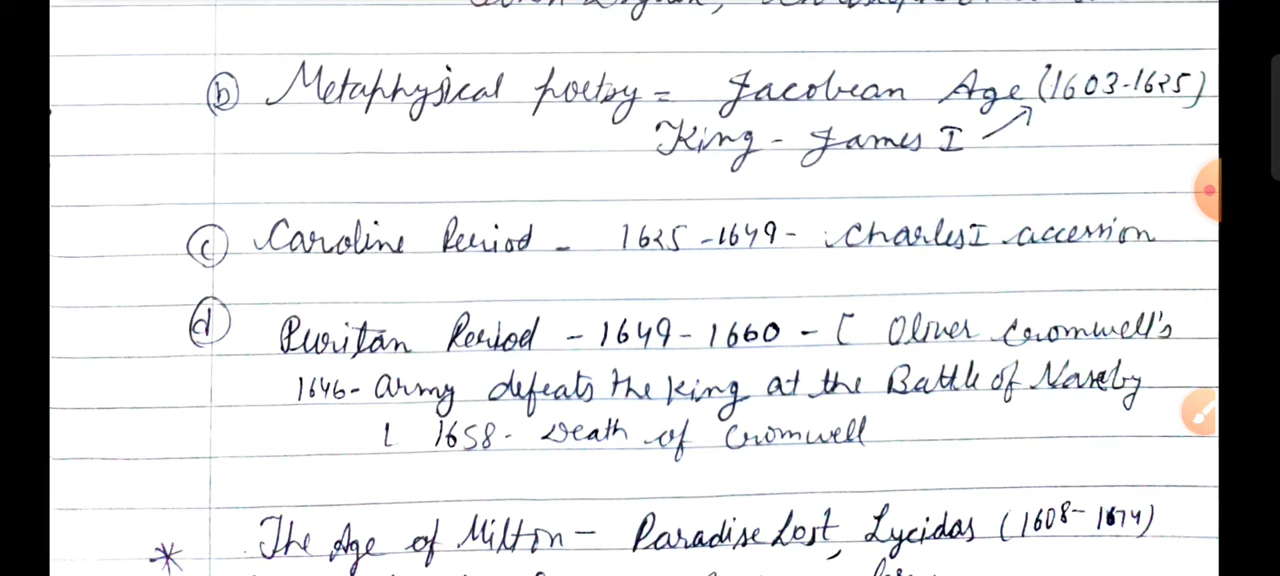 (b) Metaphysical poetry = Jacobean Age (1603-1625)
King - James I
(c) Caroline Period - 1625-1649 - Charles I accession
(d) Puritan Period - 1649-1660 - [ Oliver Cromwell's
1646- Army defeats the king at the Battle of Naseby
L 1658- Death of Cromwell
* The Age of Milton - Paradise Lost, Lycidas (1608-1674)